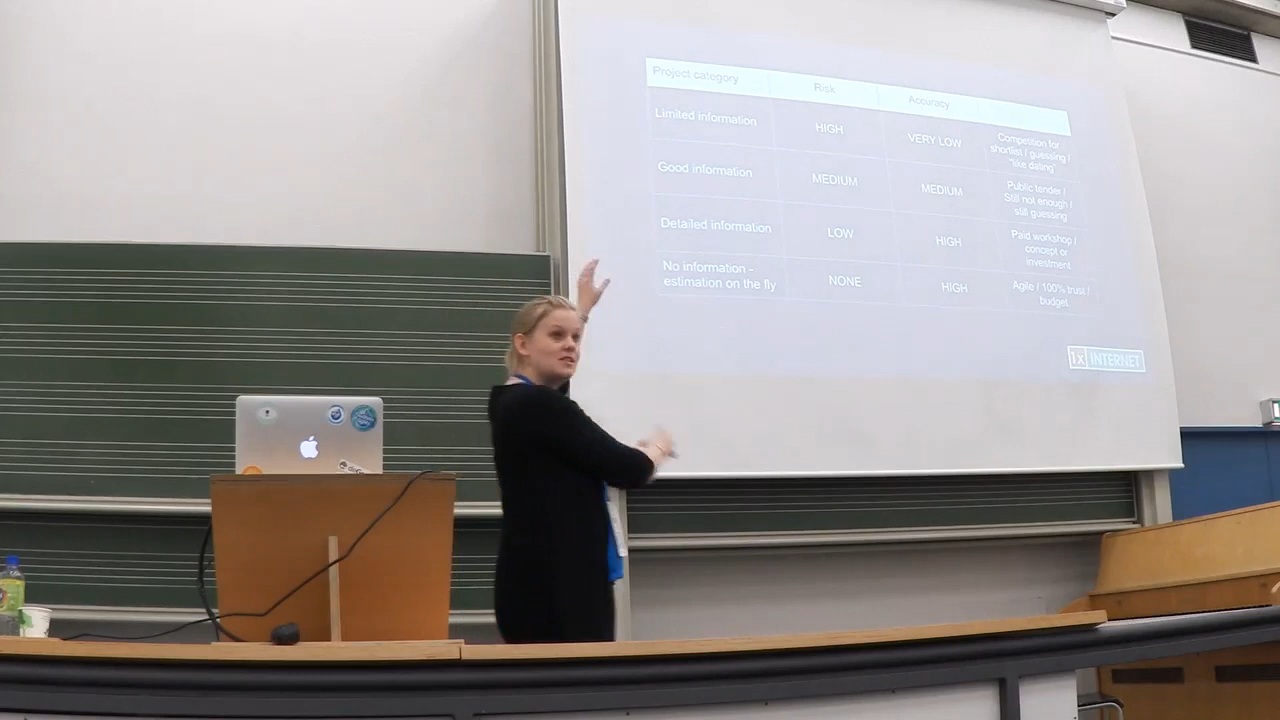 Project category Risk Accuracy
Limited information HIGH VERY LOW Competition for
shortlist / guessing /
"like dating"
Good information MEDIUM MEDIUM Public tender /
Still not enough /
still guessing
Detailed information LOW HIGH Paid workshop /
concept or
investment
No information -
estimation on the fly NONE HIGH Agile / 100% trust /
budget
1x INTERNET